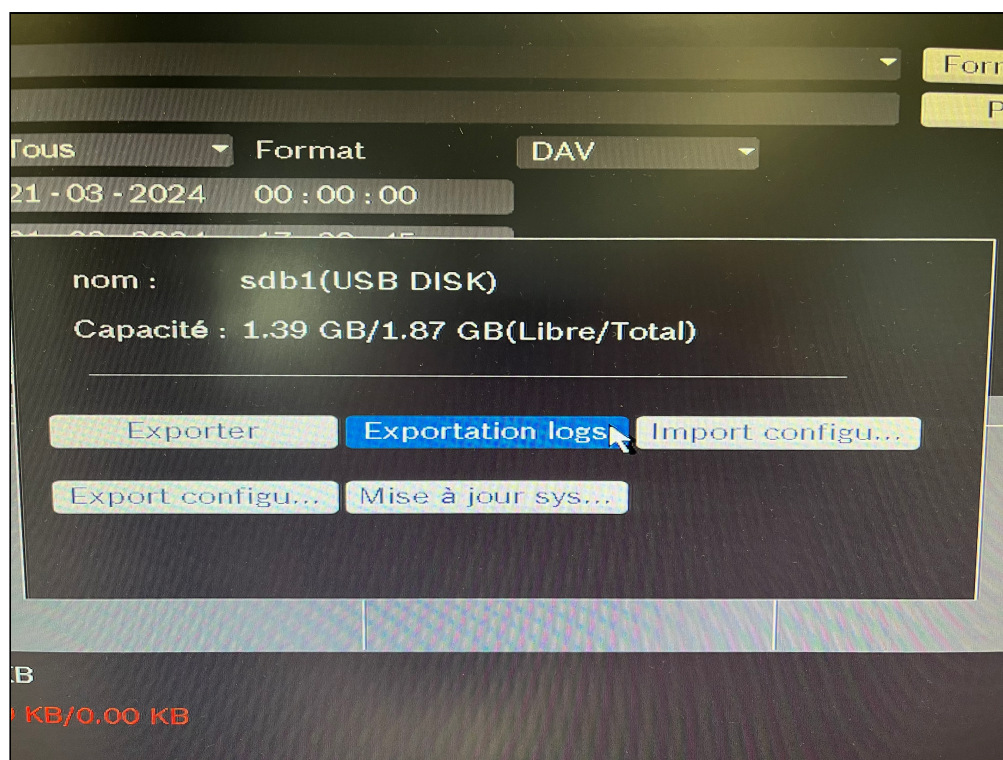 Tous Format DAV
21 - 03 - 2024 00 : 00 : 00
nom : sdb1(USB DISK)
Capacité : 1.39 GB/1.87 GB(Libre/Total)
Exporter Exportation logs Import configu...
Export configu... Mise à jour sys...
KB/0.00 KB